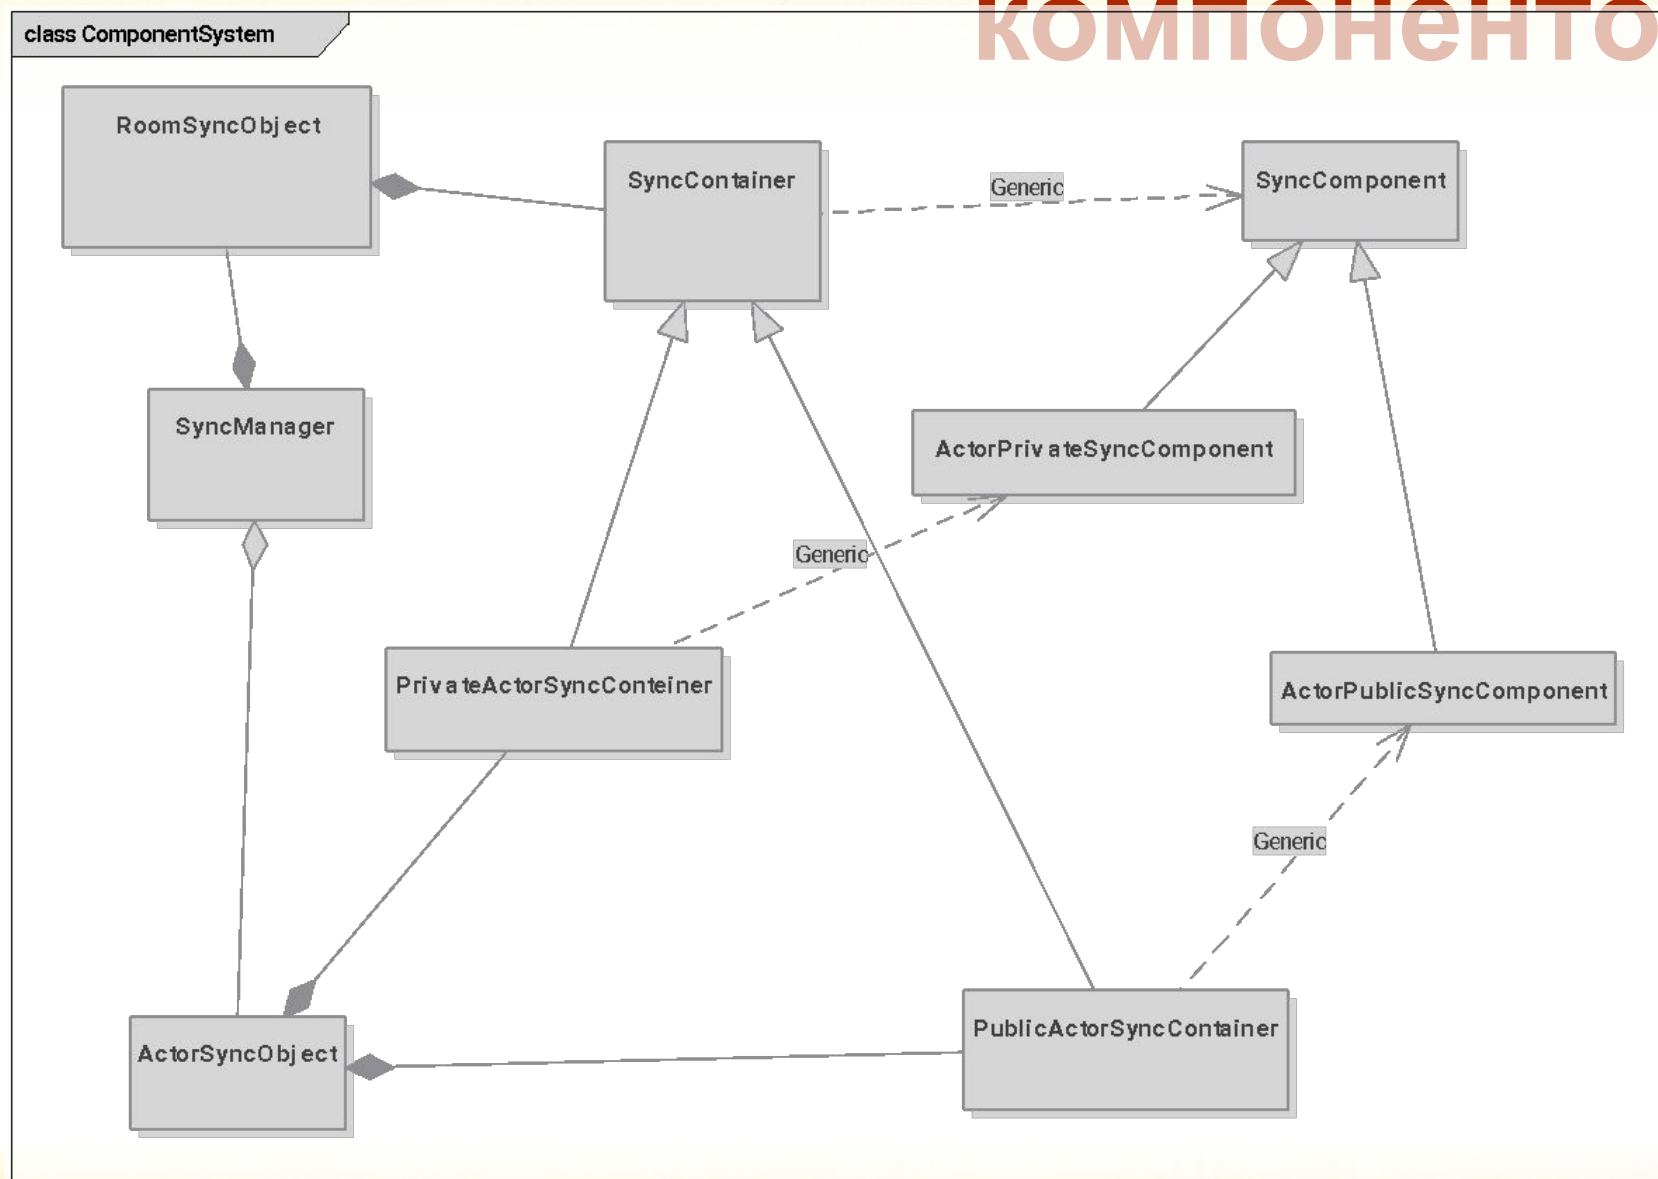 компоненто
class ComponentSystem
RoomSyncObject
SyncContainer
Generic
SyncComponent
SyncManager
ActorPrivateSyncComponent
Generic
PrivateActorSyncConteiner
ActorPublicSyncComponent
Generic
PublicActorSyncContainer
ActorSyncObject